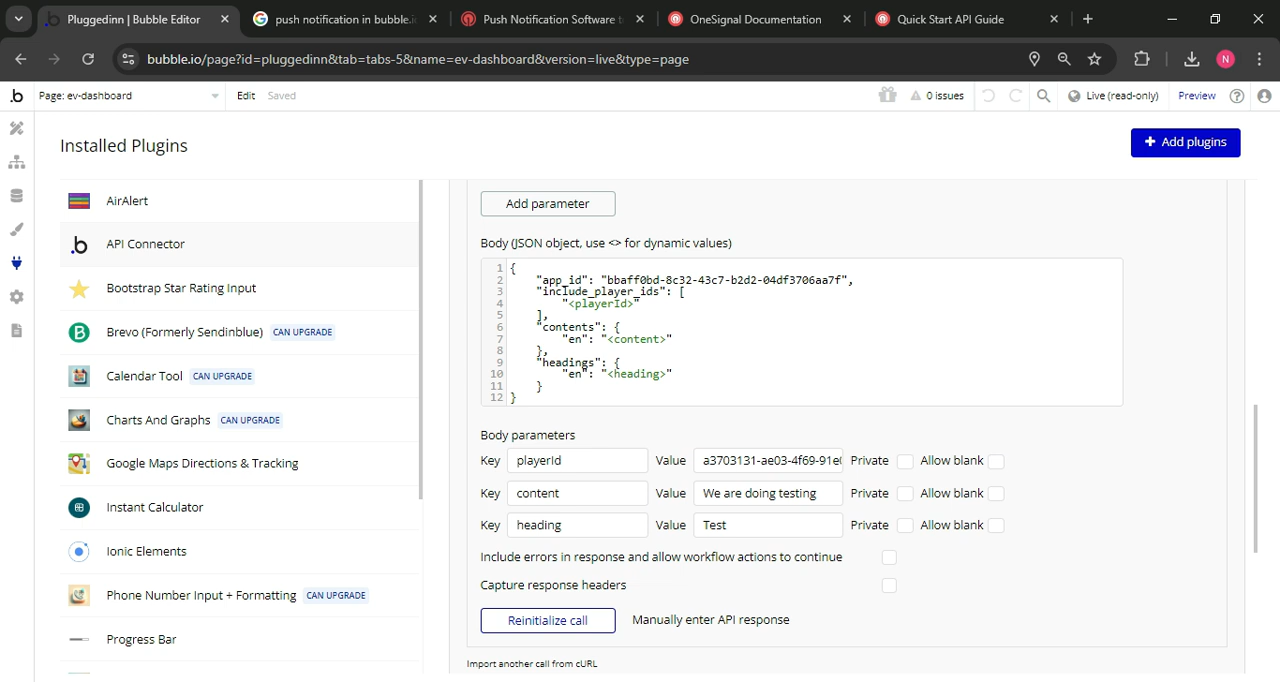 Pluggedinn | Bubble Editor
push notification in bubble.i
Push Notification Software t
OneSignal Documentation
Quick Start API Guide
bubble.io/page?id=pluggedinn&tab=tabs-5&name=ev-dashboard&version=live&type=page
N
.b Page: ev-dashboard Edit Saved 0 issues Live (read-only) Preview
Installed Plugins
+ Add plugins
AirAlert
.b API Connector
Bootstrap Star Rating Input
B Brevo (Formerly Sendinblue) CAN UPGRADE
Calendar Tool CAN UPGRADE
Charts And Graphs CAN UPGRADE
Google Maps Directions & Tracking
Instant Calculator
Ionic Elements
Phone Number Input + Formatting CAN UPGRADE
Progress Bar
Add parameter
Body (JSON object, use <> for dynamic values)
1 {
2 "app_id": "bbaff0bd-8c32-43c7-b2d2-04df3706aa7f",
3 "include_player_ids": [
4 "<playerId>"
5 ],
6 "contents": {
7 "en": "<content>"
8 },
9 "headings": {
10 "en": "<heading>"
11 }
12 }
Body parameters
Key playerId Value a3703131-ae03-4f69-91e Private Allow blank
Key content Value We are doing testing Private Allow blank
Key heading Value Test Private Allow blank
Include errors in response and allow workflow actions to continue
Capture response headers
Reinitialize call Manually enter API response
Import another call from cURL